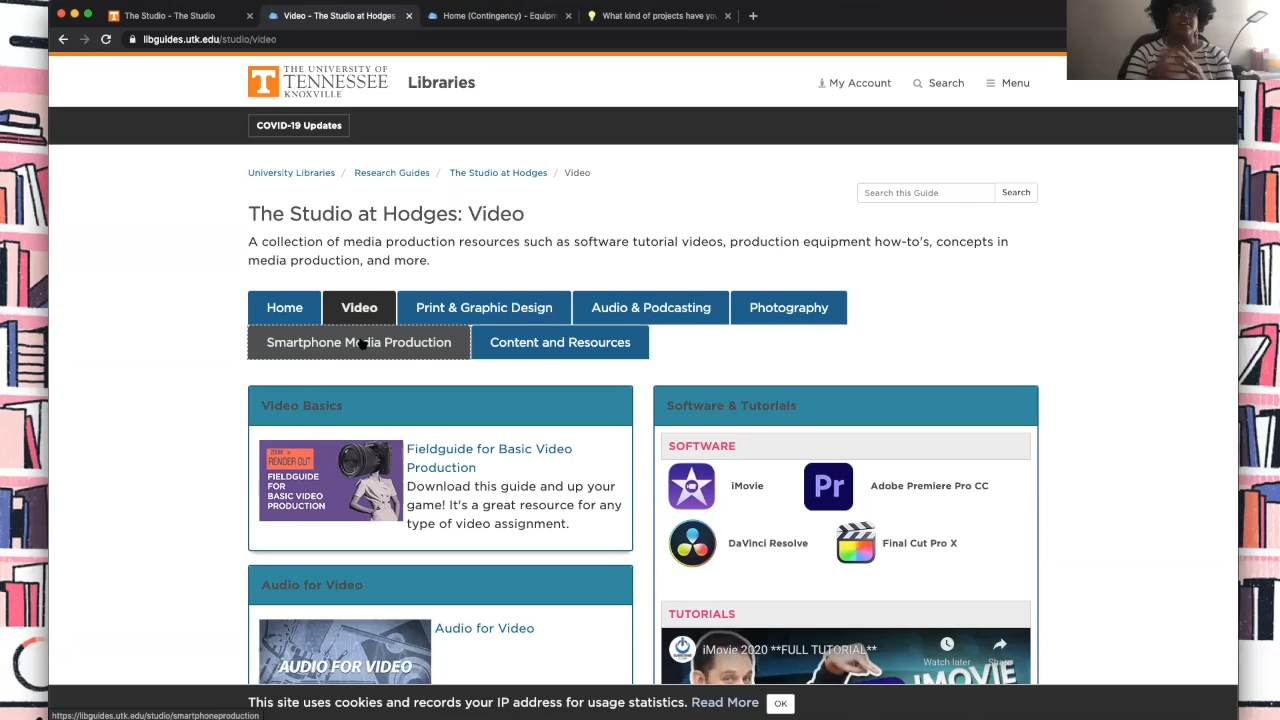 The Studio - The Studio
Video - The Studio at Hodges
Home (Contingency) - Equipm
What kind of projects have you
libguides.utk.edu/studio/video
THE UNIVERSITY OF
TENNESSEE
KNOXVILLE
Libraries
My Account
Search
Menu
COVID-19 Updates
University Libraries / Research Guides / The Studio at Hodges / Video
Search this Guide
Search
The Studio at Hodges: Video
A collection of media production resources such as software tutorial videos, production equipment how-to's, concepts in
media production, and more.
Home
Video
Print & Graphic Design
Audio & Podcasting
Photography
Smartphone Media Production
Content and Resources
Video Basics
ZOOM IN
RENDER OUT
FIELDGUIDE
FOR
BASIC VIDEO
PRODUCTION
Fieldguide for Basic Video
Production
Download this guide and up your
game! It's a great resource for any
type of video assignment.
Audio for Video
AUDIO FOR VIDEO
Audio for Video
Software & Tutorials
SOFTWARE
iMovie
Pr
Adobe Premiere Pro CC
DaVinci Resolve
Final Cut Pro X
TUTORIALS
iMovie 2020 **FULL TUTORIAL**
Watch later
Share
IMOVIE
This site uses cookies and records your IP address for usage statistics. Read More
OK
https://libguides.utk.edu/studio/smartphoneproduction